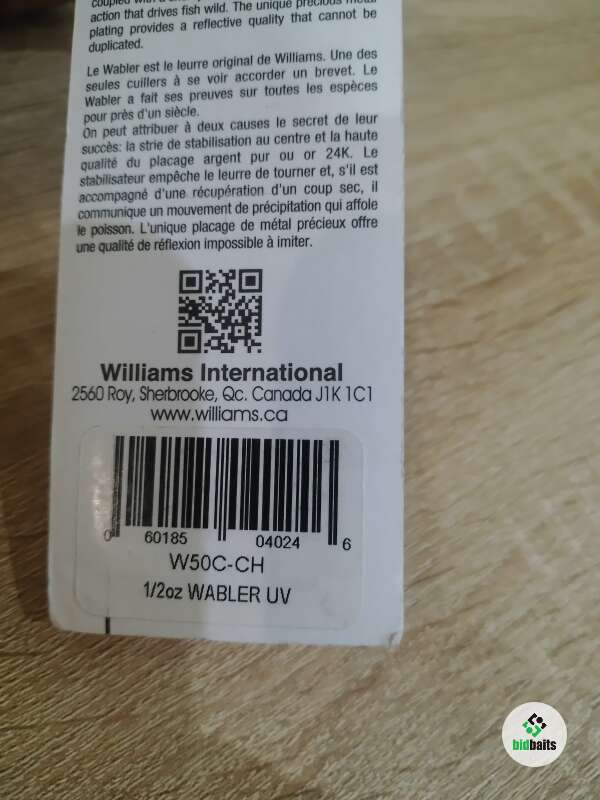 action that drives fish wild. The unique precious metal
plating provides a reflective quality that cannot be
duplicated.
Le Wabler est le leurre original de Williams. Une des
seules cuillers à se voir accorder un brevet. Le
Wabler a fait ses preuves sur toutes les espèces
pour près d'un siècle.
On peut attribuer à deux causes le secret de leur
succès: la strie de stabilisation au centre et la haute
qualité du placage argent pur ou or 24K. Le
stabilisateur empêche le leurre de tourner et, s'il est
accompagné d'une récupération d'un coup sec, il
communique un mouvement de précipitation qui affole
le poisson. L'unique placage de métal précieux offre
une qualité de réflexion impossible à imiter.
Williams International
2560 Roy, Sherbrooke, Qc. Canada J1K 1C1
www.williams.ca
0 60185 04024 6
W50C-CH
1/2oz WABLER UV
bidbaits